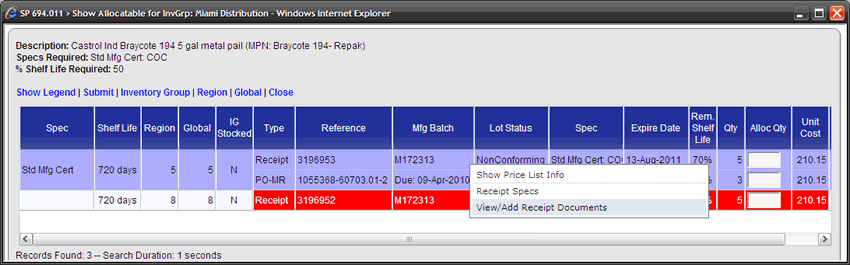 SP 694.011 > Show Allocatable for InvGrp: Miami Distribution - Windows Internet Explorer
Description: Castrol Ind Braycote 194 5 gal metal pail (MPN: Braycote 194- Repak)
Specs Required: Std Mfg Cert: COC
% Shelf Life Required: 50
Show Legend | Submit | Inventory Group | Region | Global | Close
Spec Shelf Life Region Global IG Stocked Type Reference Mfg Batch Lot Status Spec Expire Date Rem. Shelf Life Qty Alloc Qty Unit Cost
Std Mfg Cert 720 days 5 5 N Receipt 3196953 M172313 NonConforming Std Mfg Cert: COC 13-Aug-2011 70% 5 210.15
PO-MR 1055368-60703.01-2 Due: 09-Apr-2010 % 3 210.15
720 days 8 8 N Receipt 3196952 M172313 % 5 210.15
Show Price List Info
Receipt Specs
View/Add Receipt Documents
Records Found: 3 -- Search Duration: 1 seconds